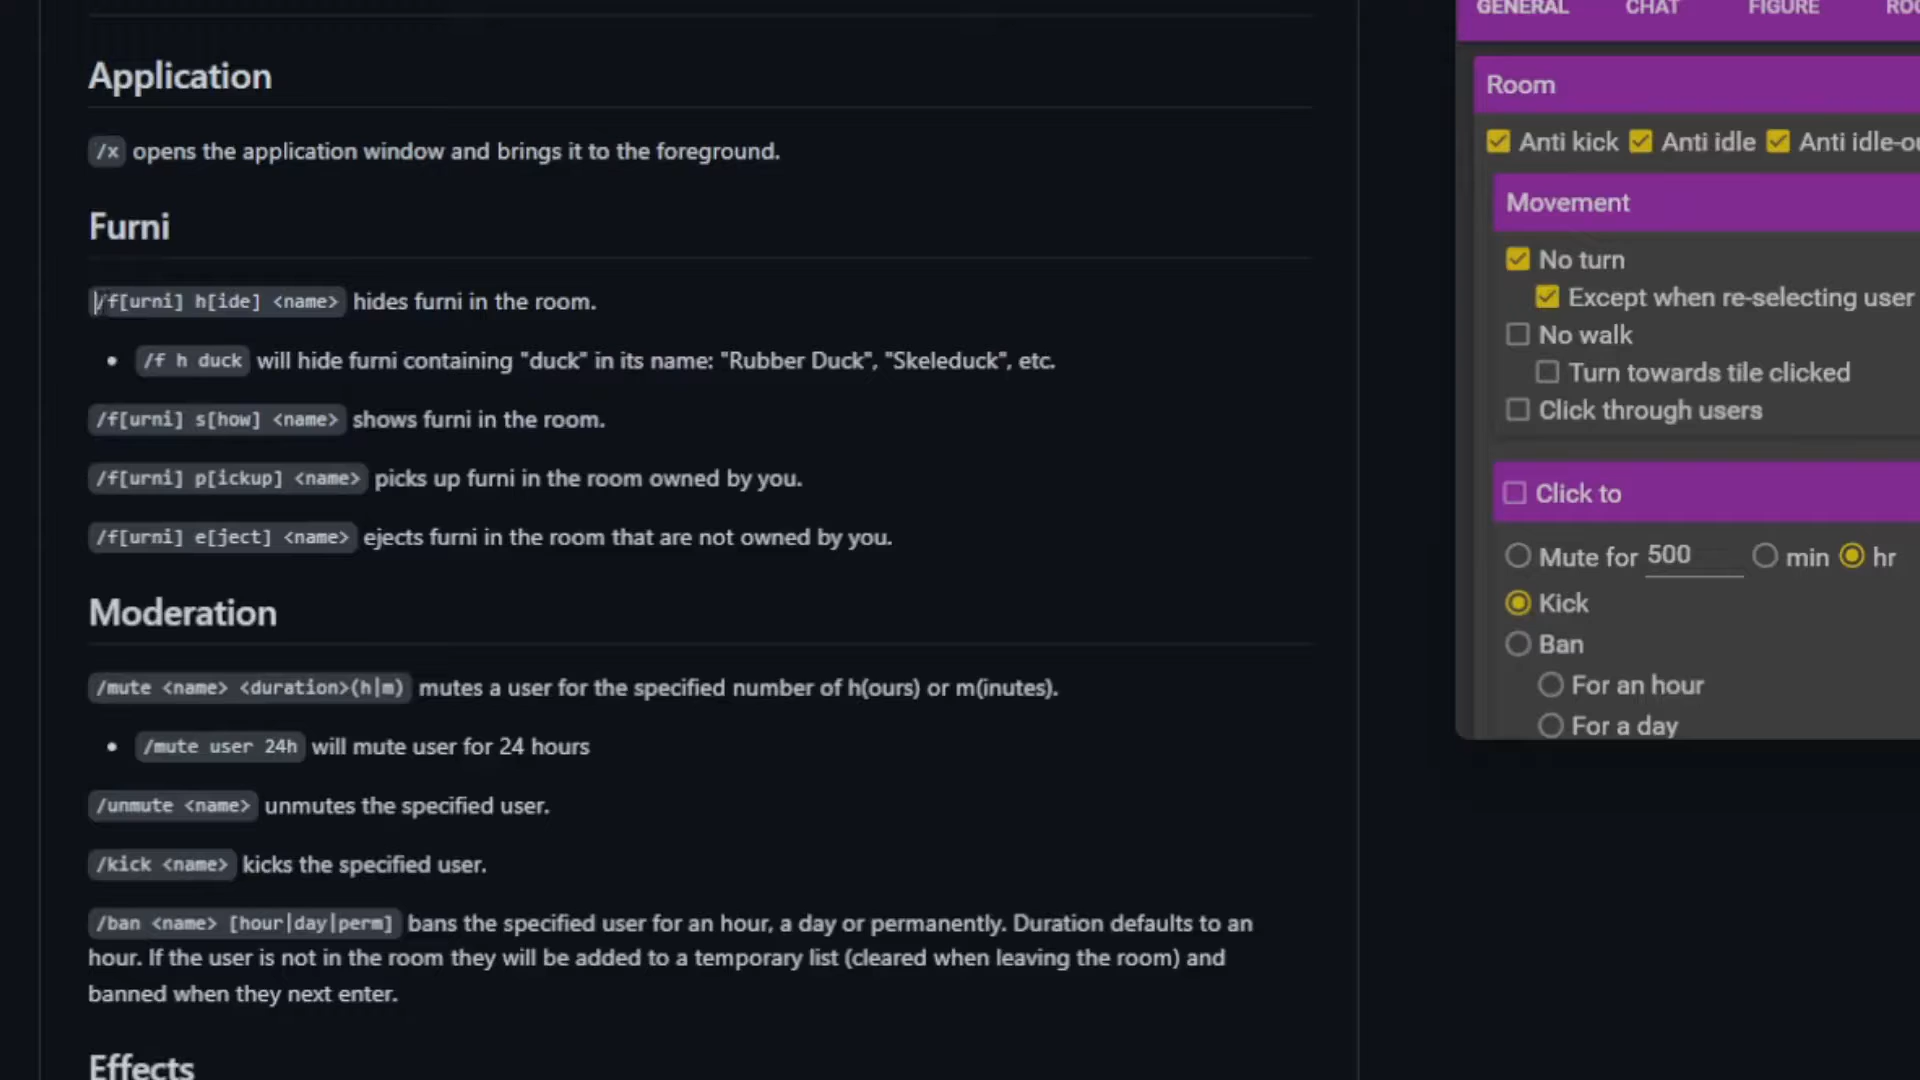 Application
/x opens the application window and brings it to the foreground.
Furni
/f[urni] h[ide] <name> hides furni in the room.
/f h duck will hide furni containing "duck" in its name: "Rubber Duck", "Skeleduck", etc.
/f[urni] s[how] <name> shows furni in the room.
/f[urni] p[ickup] <name> picks up furni in the room owned by you.
/f[urni] e[ject] <name> ejects furni in the room that are not owned by you.
Moderation
/mute <name> <duration>(h|m) mutes a user for the specified number of h(ours) or m(inutes).
/mute user 24h will mute user for 24 hours
/unmute <name> unmutes the specified user.
/kick <name> kicks the specified user.
/ban <name> [hour|day|perm] bans the specified user for an hour, a day or permanently. Duration defaults to an
hour. If the user is not in the room they will be added to a temporary list (cleared when leaving the room) and
banned when they next enter.
Effects
GENERAL CHAT FIGURE
Room
Anti kick Anti idle Anti
Movement
No turn
Except when re-selecting user
No walk
Turn towards tile clicked
Click through users
Click to
Mute for 500 min hr
Kick
Ban
For an hour
For a day